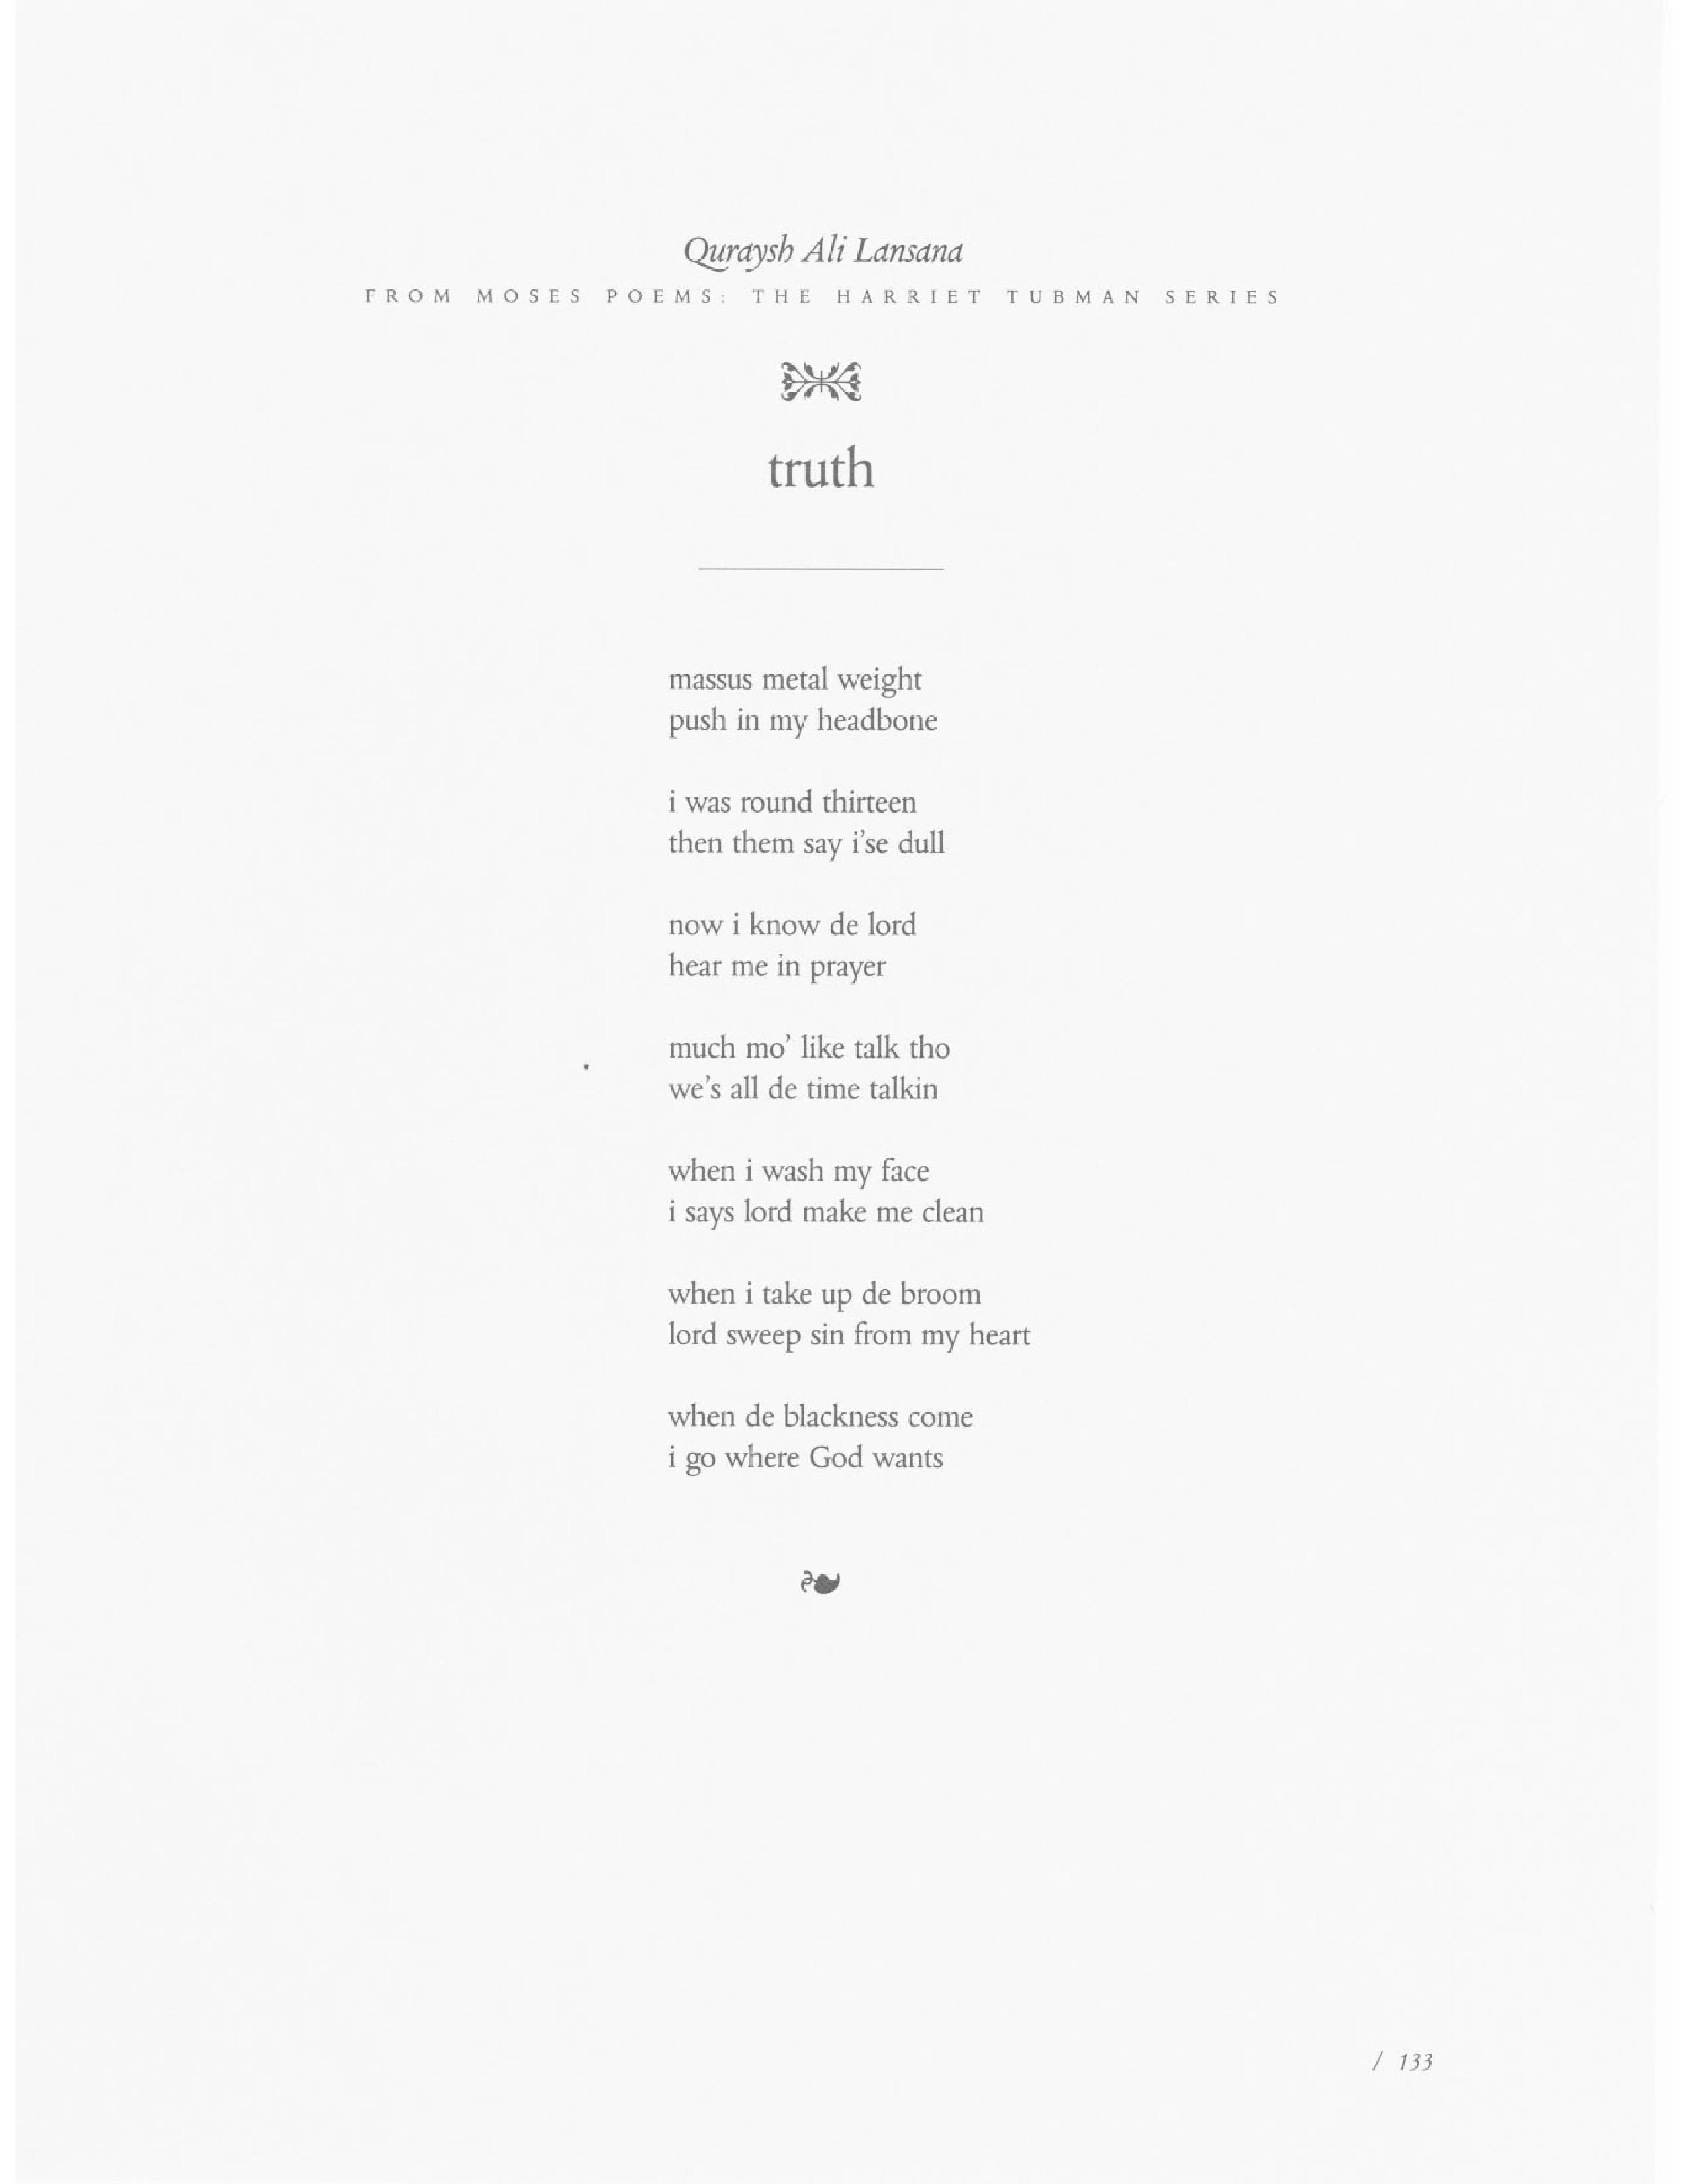 Quraysh Ali Lansana
FROM MOSES POEMS: THE HARRIET TUBMAN SERIES
truth
massus metal weight
push in my headbone
i was round thirteen
then them say i'se dull
now i know de lord
hear me in prayer
much mo' like talk tho
we's all de time talkin
when i wash my face
i says lord make me clean
when i take up de broom
lord sweep sin from my heart
when de blackness come
i go where God wants
/ 133